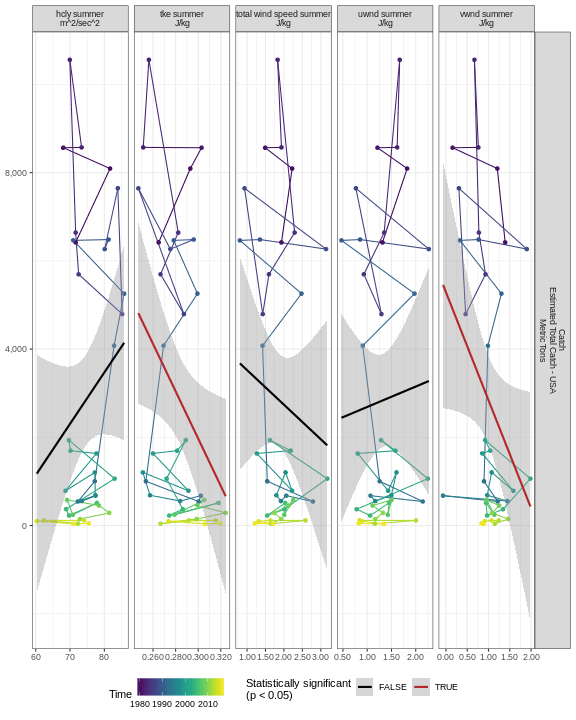 hcly summer
m^2/sec^2
tke summer
J/kg
total wind speed summer
J/kg
uwnd summer
J/kg
vwnd summer
J/kg
8,000
4,000
0
Catch
Estimated Total Catch - USA
Metric Tons
60 70 80
0.260 0.280 0.300 0.320
1.00 1.50 2.00 2.50 3.00
0.50 1.00 1.50 2.00
0.00 0.50 1.00 1.50 2.00
Time
1980 1990 2000 2010
Statistically significant
(p < 0.05)
FALSE
TRUE